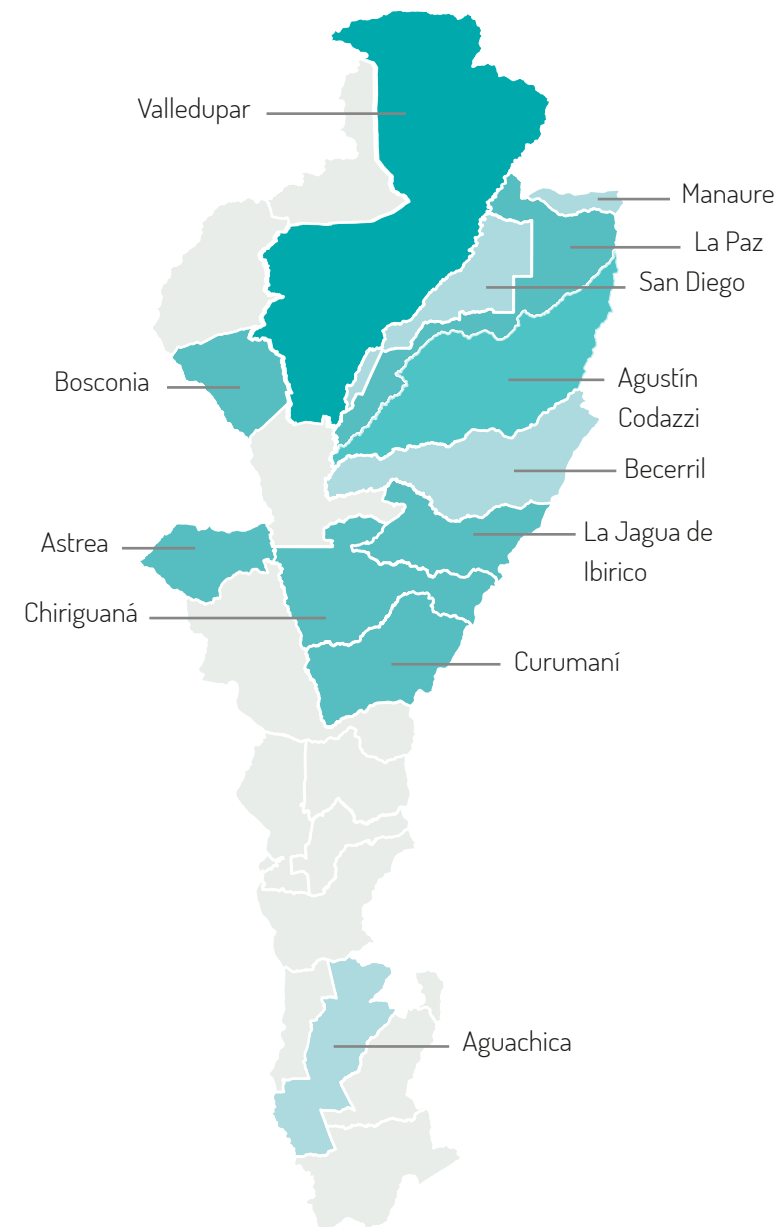 Valledupar
Manaure
La Paz
San Diego
Bosconia
Agustín
Codazzi
Becerril
Astrea
La Jagua de
Ibirico
Chiriguaná
Curumaní
Aguachica